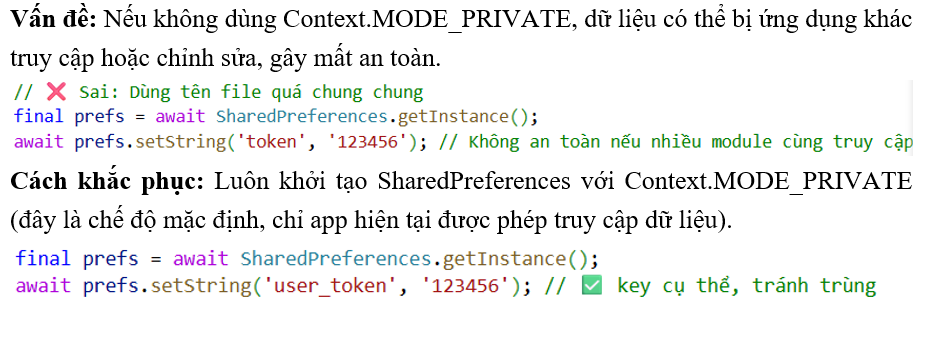 Vấn đề: Nếu không dùng Context.MODE_PRIVATE, dữ liệu có thể bị ứng dụng khác
truy cập hoặc chỉnh sửa, gây mất an toàn.
// ❌ Sai: Dùng tên file quá chung chung
final prefs = await SharedPreferences.getInstance();
await prefs.setString('token', '123456'); // Không an toàn nếu nhiều module cùng truy cập
Cách khắc phục: Luôn khởi tạo SharedPreferences với Context.MODE_PRIVATE
(đây là chế độ mặc định, chỉ app hiện tại được phép truy cập dữ liệu).
final prefs = await SharedPreferences.getInstance();
await prefs.setString('user_token', '123456'); // ✅ key cụ thể, tránh trùng